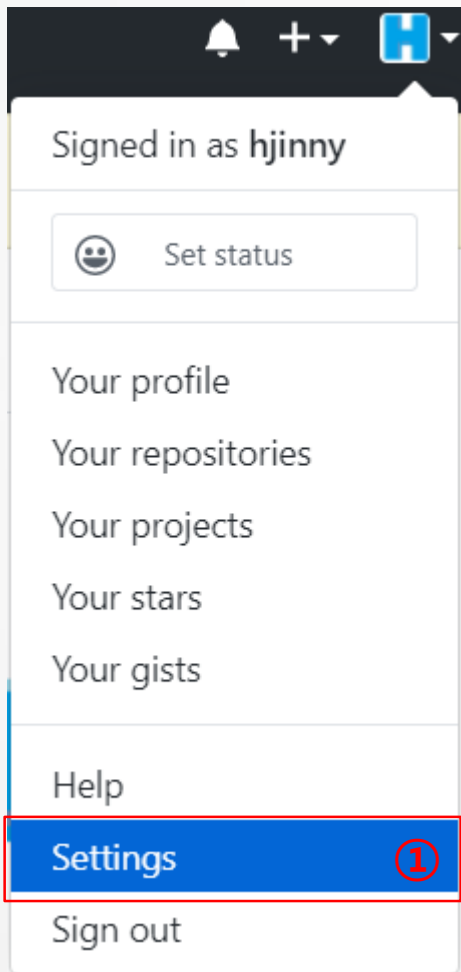 H
Signed in as hjinny
Set status
Your profile
Your repositories
Your projects
Your stars
Your gists
Help
Settings ①
Sign out